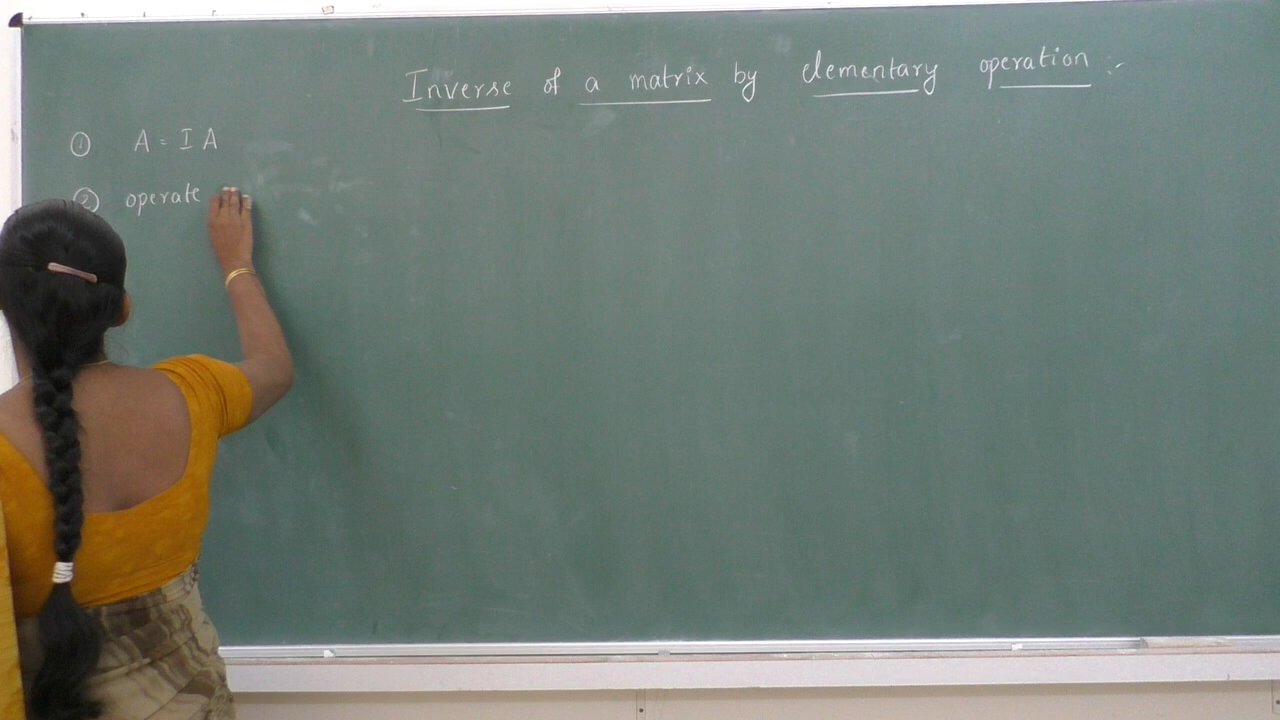 Inverse of a matrix by elementary operation :-
① A = I A
② operate